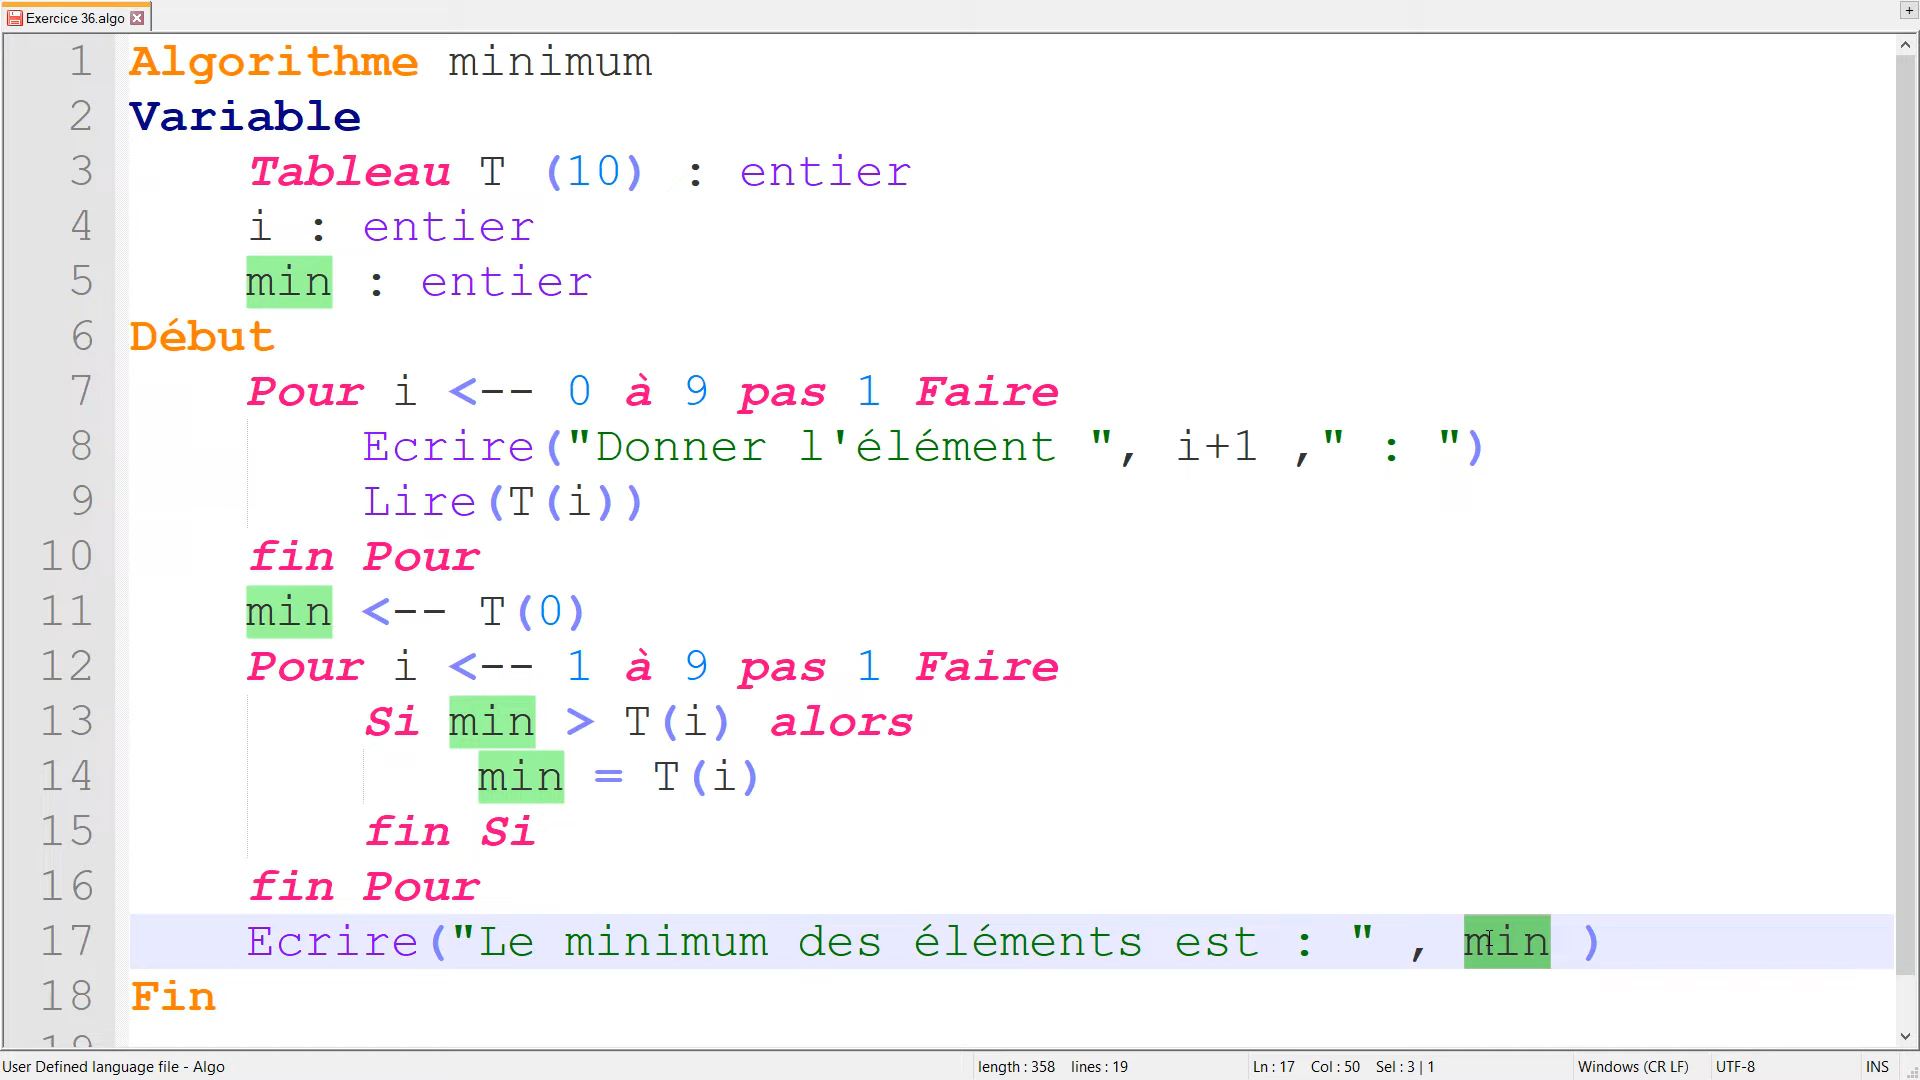 Exercice 36.algo
+
1 Algorithme minimum
2 Variable
3 Tableau T (10) : entier
4 i : entier
5 min : entier
6 Début
7 Pour i <-- 0 à 9 pas 1 Faire
8 Ecrire("Donner l'élément ", i+1 ," : ")
9 Lire(T(i))
10 fin Pour
11 min <-- T(0)
12 Pour i <-- 1 à 9 pas 1 Faire
13 Si min > T(i) alors
14 min = T(i)
15 fin Si
16 fin Pour
17 Ecrire("Le minimum des éléments est : " , min )
18 Fin
19
User Defined language file - Algo length : 358 lines : 19 Ln : 17 Col : 50 Sel : 3 | 1 Windows (CR LF) UTF-8 INS